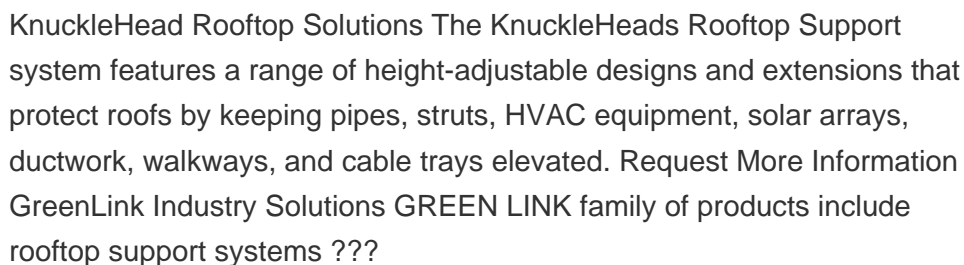 KnuckleHead Rooftop Solutions The KnuckleHeads Rooftop Support
system features a range of height-adjustable designs and extensions that
protect roofs by keeping pipes, struts, HVAC equipment, solar arrays,
ductwork, walkways, and cable trays elevated. Request More Information
GreenLink Industry Solutions GREEN LINK family of products include
rooftop support systems ???